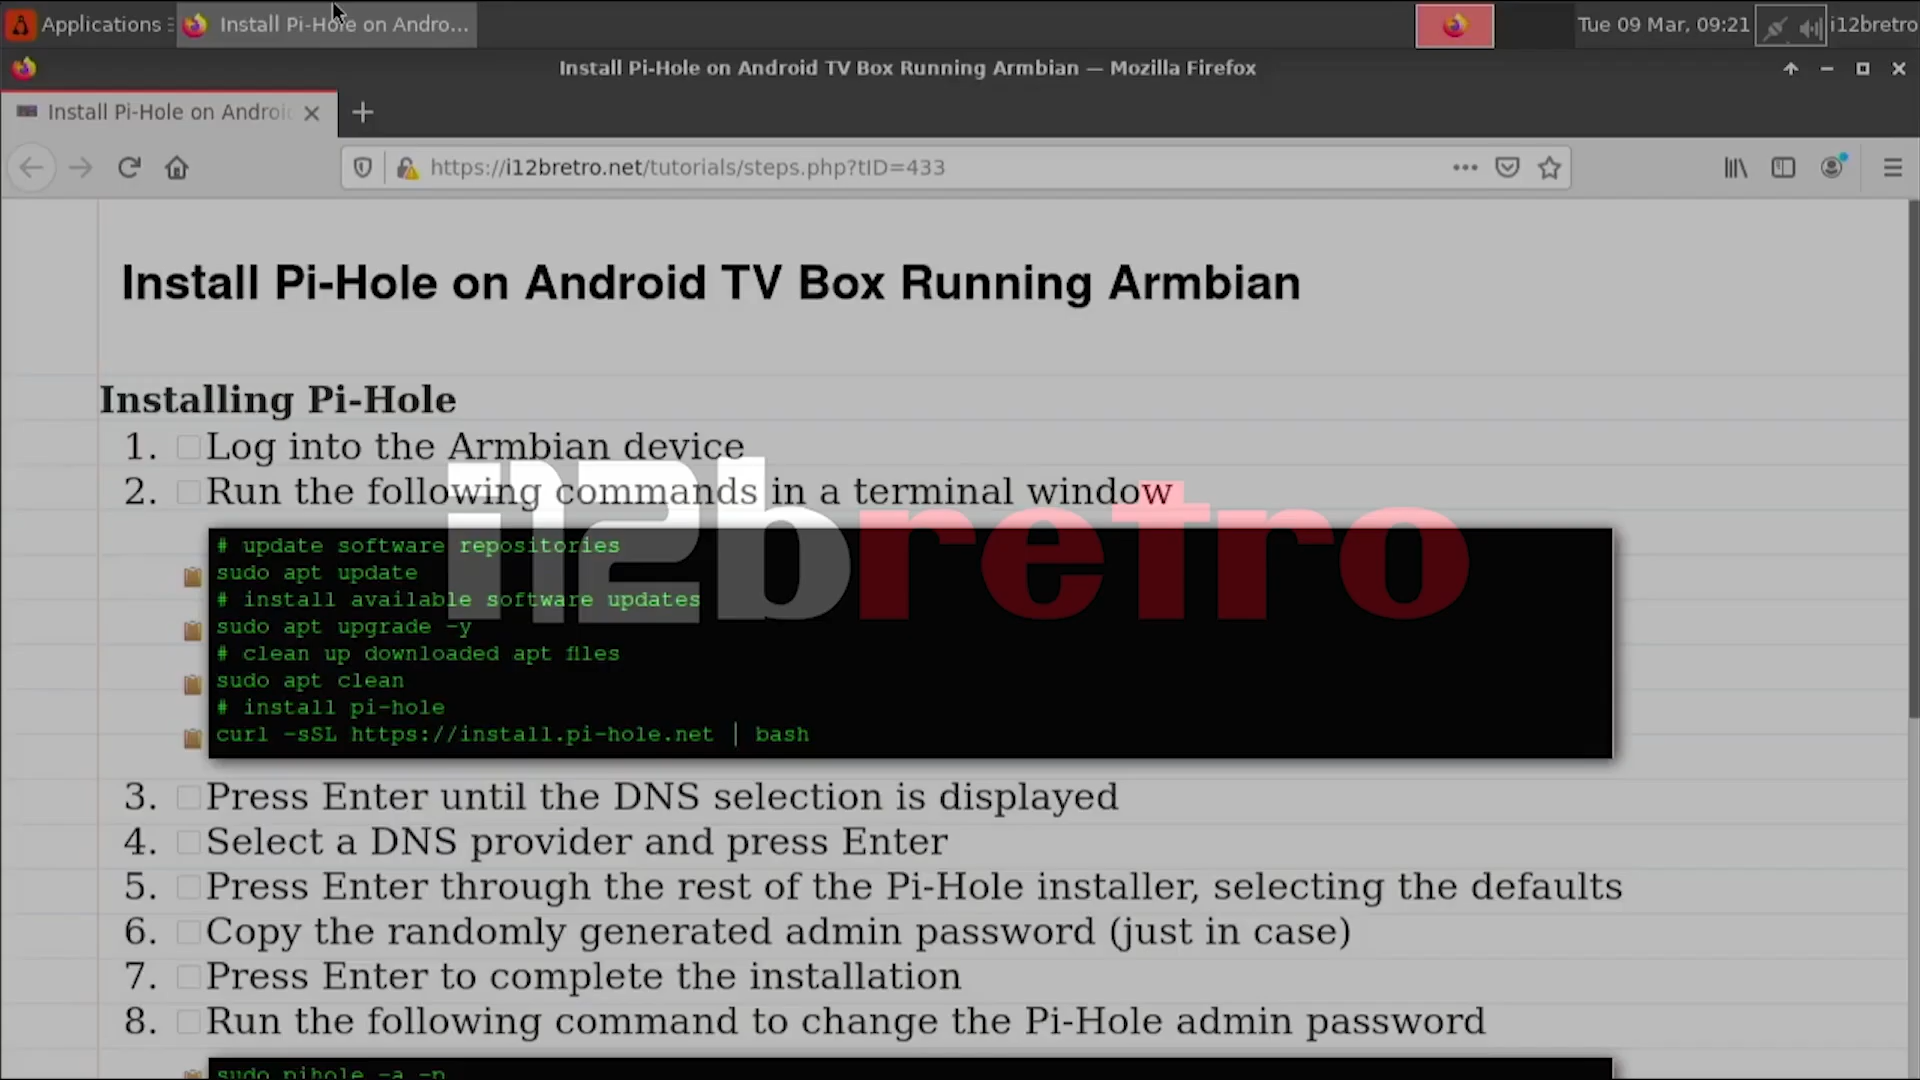 Applications
Install Pi-Hole on Andro...
Tue 09 Mar, 09:21
i12bretro
Install Pi-Hole on Android TV Box Running Armbian — Mozilla Firefox
Install Pi-Hole on Androi
https://i12bretro.net/tutorials/steps.php?tID=433
Install Pi-Hole on Android TV Box Running Armbian
Installing Pi-Hole
1. Log into the Armbian device
2. Run the following commands in a terminal window
i12bretro
# update software repositories
sudo apt update
# install available software updates
sudo apt upgrade -y
# clean up downloaded apt files
sudo apt clean
# install pi-hole
curl -sSL https://install.pi-hole.net | bash
3. Press Enter until the DNS selection is displayed
4. Select a DNS provider and press Enter
5. Press Enter through the rest of the Pi-Hole installer, selecting the defaults
6. Copy the randomly generated admin password (just in case)
7. Press Enter to complete the installation
8. Run the following command to change the Pi-Hole admin password
sudo pihole -a -p